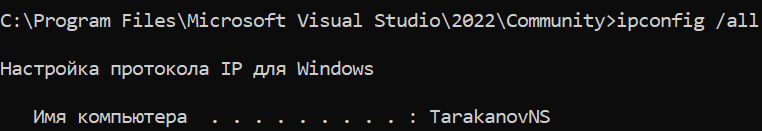 C:\Program Files\Microsoft Visual Studio\2022\Community>ipconfig /all
Настройка протокола IP для Windows
Имя компьютера . . . . . . . . . : TarakanovNS